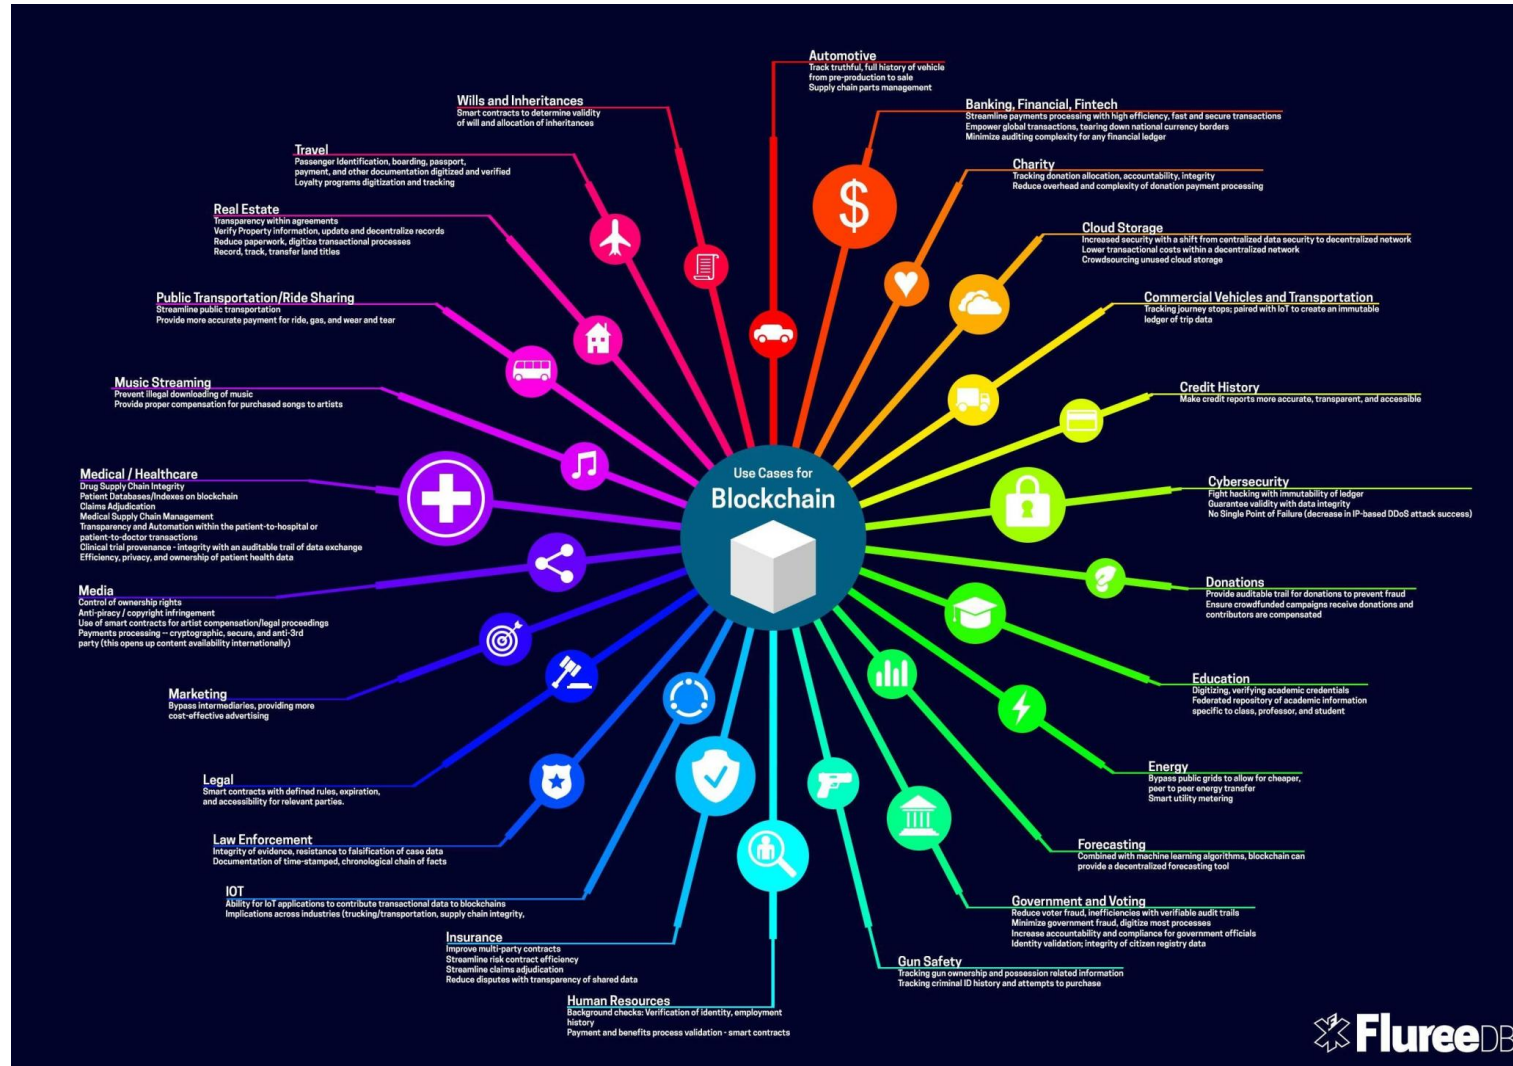 Use Cases for
Blockchain
Automotive
Track truthful, full history of vehicle
from pre-production to sale
Supply chain parts management
Banking, Financial, Fintech
Streamline payments processing with high efficiency, fast and secure transactions
Empower global transactions, tearing down national currency borders
Minimize auditing complexity for any financial ledger
Charity
Tracking donation allocation, accountability, integrity
Reduce overhead and complexity of donation payment processing
Cloud Storage
Increased security with a shift from centralized data security to decentralized network
Lower transactional costs within a decentralized network
Crowdsourcing unused cloud storage
Commercial Vehicles and Transportation
Tracking journey stops; paired with IoT to create an immutable
ledger of trip data
Credit History
Make credit reports more accurate, transparent, and accessible
Cybersecurity
Fight hacking with immutability of ledger
Guarantee validity with data integrity
No Single Point of Failure (decrease in IP-based DDoS attack success)
Donations
Provide auditable trail for donations to prevent fraud
Ensure crowdfunded campaigns receive donations and
contributors are compensated
Education
Digitizing, verifying academic credentials
Federated repository of academic information
specific to class, professor, and student
Energy
Bypass public grids to allow for cheaper,
peer to peer energy transfer
Smart utility metering
Forecasting
Combined with machine learning algorithms, blockchain can
provide a decentralized forecasting tool
Government and Voting
Reduce voter fraud, inefficiencies with verifiable audit trails
Minimize government fraud, digitize most processes
Increase accountability and compliance for government officials
Identity validation; integrity of citizen registry data
Gun Safety
Tracking gun ownership and possession related information
Tracking criminal ID history and attempts to purchase
Human Resources
Background checks: Verification of identity, employment
history
Payment and benefits process validation - smart contracts
Insurance
Improve multi-party contracts
Streamline risk contract efficiency
Streamline claims adjudication
Reduce disputes with transparency of shared data
IOT
Ability for IoT applications to contribute transactional data to blockchains
Implications across industries (trucking/transportation, supply chain integrity,
Law Enforcement
Integrity of evidence, resistance to falsification of case data
Documentation of time-stamped, chronological chain of facts
Legal
Smart contracts with defined rules, expiration,
and accessibility for relevant parties.
Marketing
Bypass intermediaries, providing more
cost-effective advertising
Media
Control of ownership rights
Anti-piracy / copyright infringement
Use of smart contracts for artist compensation/legal proceedings
Payments processing -- cryptographic, secure, and anti-3rd
party (this opens up content availability internationally)
Medical / Healthcare
Drug Supply Chain Integrity
Patient Databases/Indexes on blockchain
Claims Adjudication
Medical Supply Chain Management
Transparency and Automation within the patient-to-hospital or
patient-to-doctor transactions
Clinical trial provenance - integrity with an auditable trail of data exchange
Efficiency, privacy, and ownership of patient health data
Music Streaming
Prevent illegal downloading of music
Provide proper compensation for purchased songs to artists
Public Transportation/Ride Sharing
Streamline public transportation
Provide more accurate payment for ride, gas, and wear and tear
Real Estate
Transparency within agreements
Verify Property information, update and decentralize records
Reduce paperwork, digitize transactional processes
Record, track, transfer land titles
Travel
Passenger Identification, boarding, passport,
payment, and other documentation digitized and verified
Loyalty programs digitization and tracking
Wills and Inheritances
Smart contracts to determine validity
of will and allocation of inheritances
$
FlureeDB